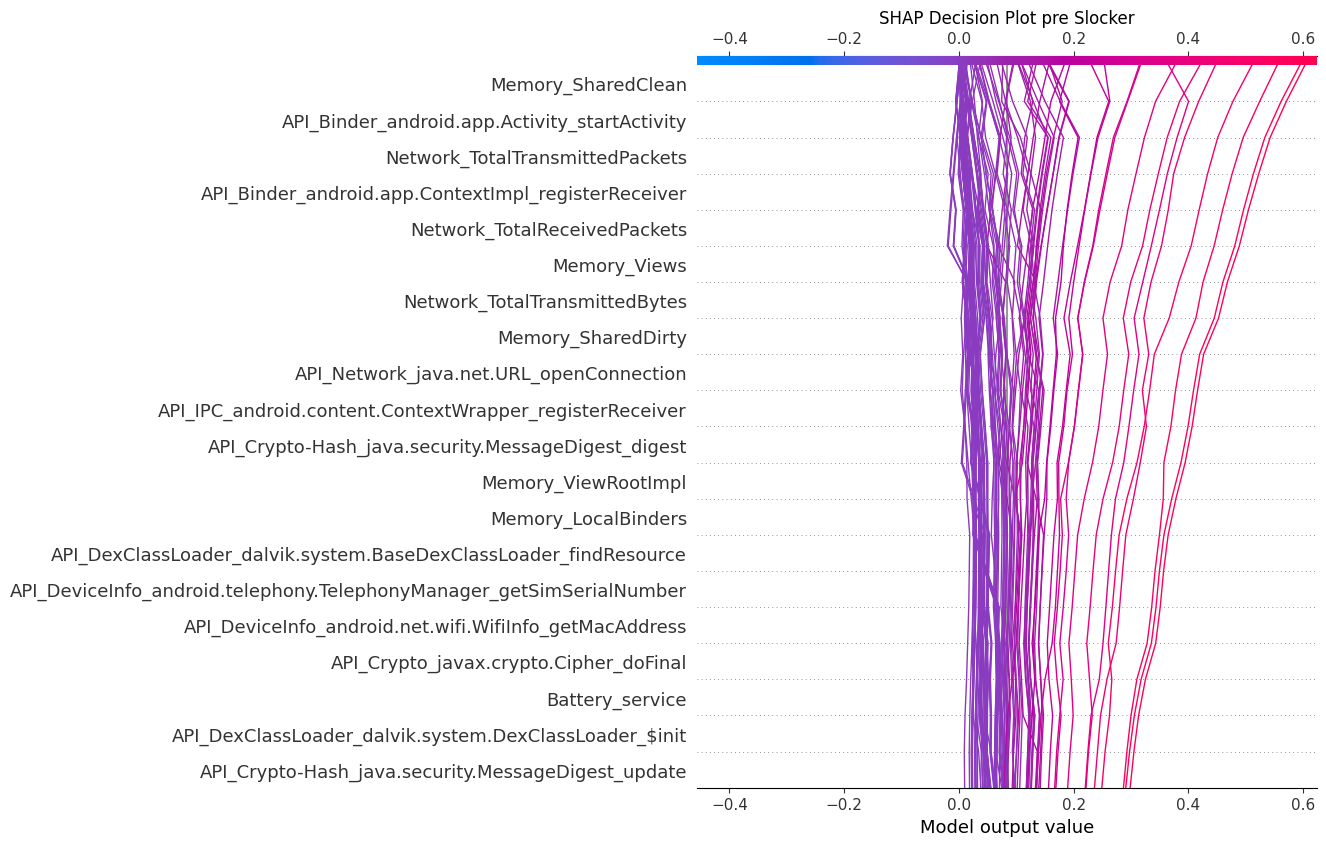 SHAP Decision Plot pre Slocker
−0.4 −0.2 0.0 0.2 0.4 0.6
Memory_SharedClean
API_Binder_android.app.Activity_startActivity
Network_TotalTransmittedPackets
API_Binder_android.app.ContextImpl_registerReceiver
Network_TotalReceivedPackets
Memory_Views
Network_TotalTransmittedBytes
Memory_SharedDirty
API_Network_java.net.URL_openConnection
API_IPC_android.content.ContextWrapper_registerReceiver
API_Crypto-Hash_java.security.MessageDigest_digest
Memory_ViewRootImpl
Memory_LocalBinders
API_DexClassLoader_dalvik.system.BaseDexClassLoader_findResource
API_DeviceInfo_android.telephony.TelephonyManager_getSimSerialNumber
API_DeviceInfo_android.net.wifi.WifiInfo_getMacAddress
API_Crypto_javax.crypto.Cipher_doFinal
Battery_service
API_DexClassLoader_dalvik.system.DexClassLoader_$init
API_Crypto-Hash_java.security.MessageDigest_update
−0.4 −0.2 0.0 0.2 0.4 0.6
Model output value